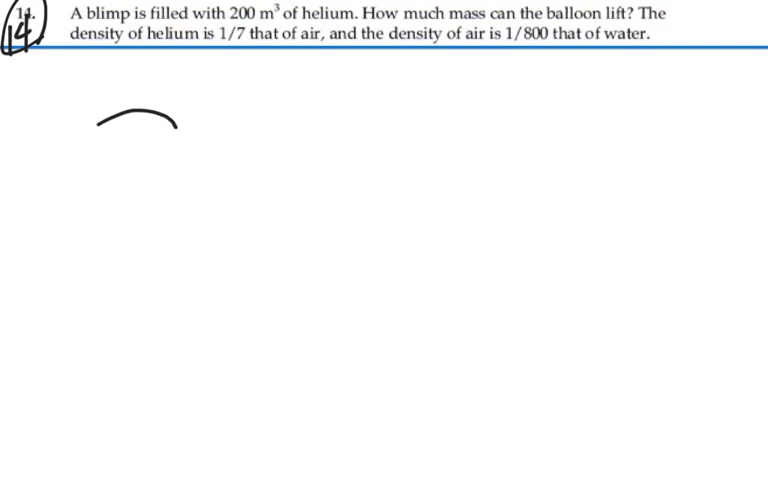 14.
14
A blimp is filled with 200 m³ of helium. How much mass can the balloon lift? The
density of helium is 1/7 that of air, and the density of air is 1/800 that of water.